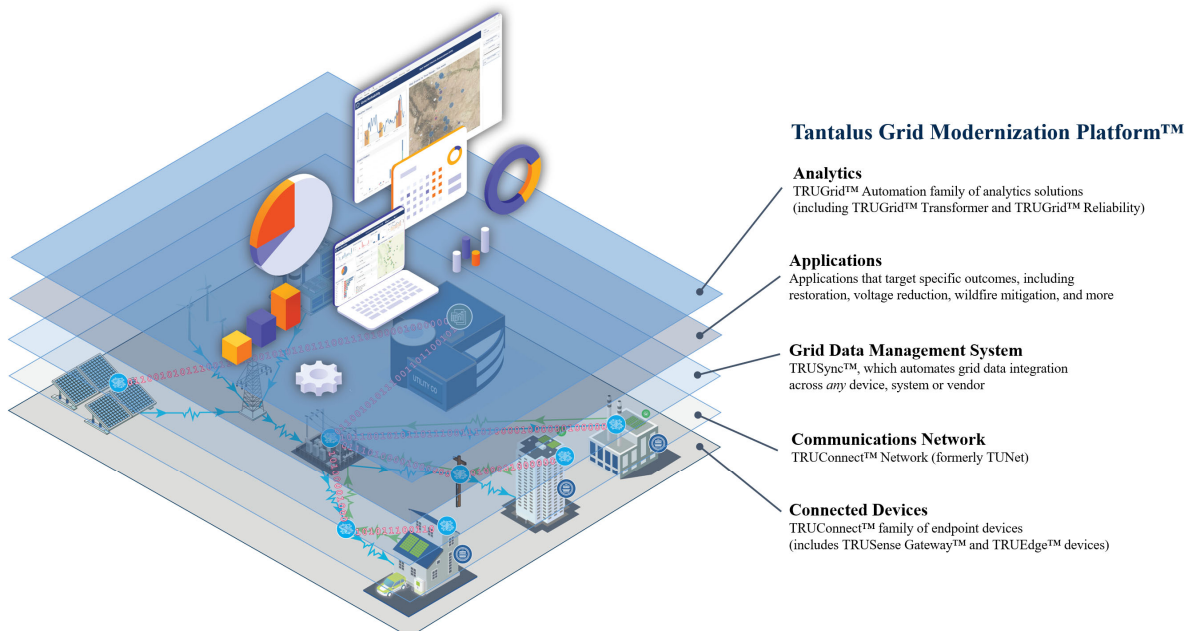 Tantalus Grid Modernization Platform™
Analytics
TRUGrid™ Automation family of analytics solutions
(including TRUGrid™ Transformer and TRUGrid™ Reliability)
Applications
Applications that target specific outcomes, including
restoration, voltage reduction, wildfire mitigation, and more
Grid Data Management System
TRUSync™, which automates grid data integration
across any device, system or vendor
Communications Network
TRUConnect™ Network (formerly TUNet)
Connected Devices
TRUConnect™ family of endpoint devices
(includes TRUSense Gateway™ and TRUEdge™ devices)
UTILITY CO